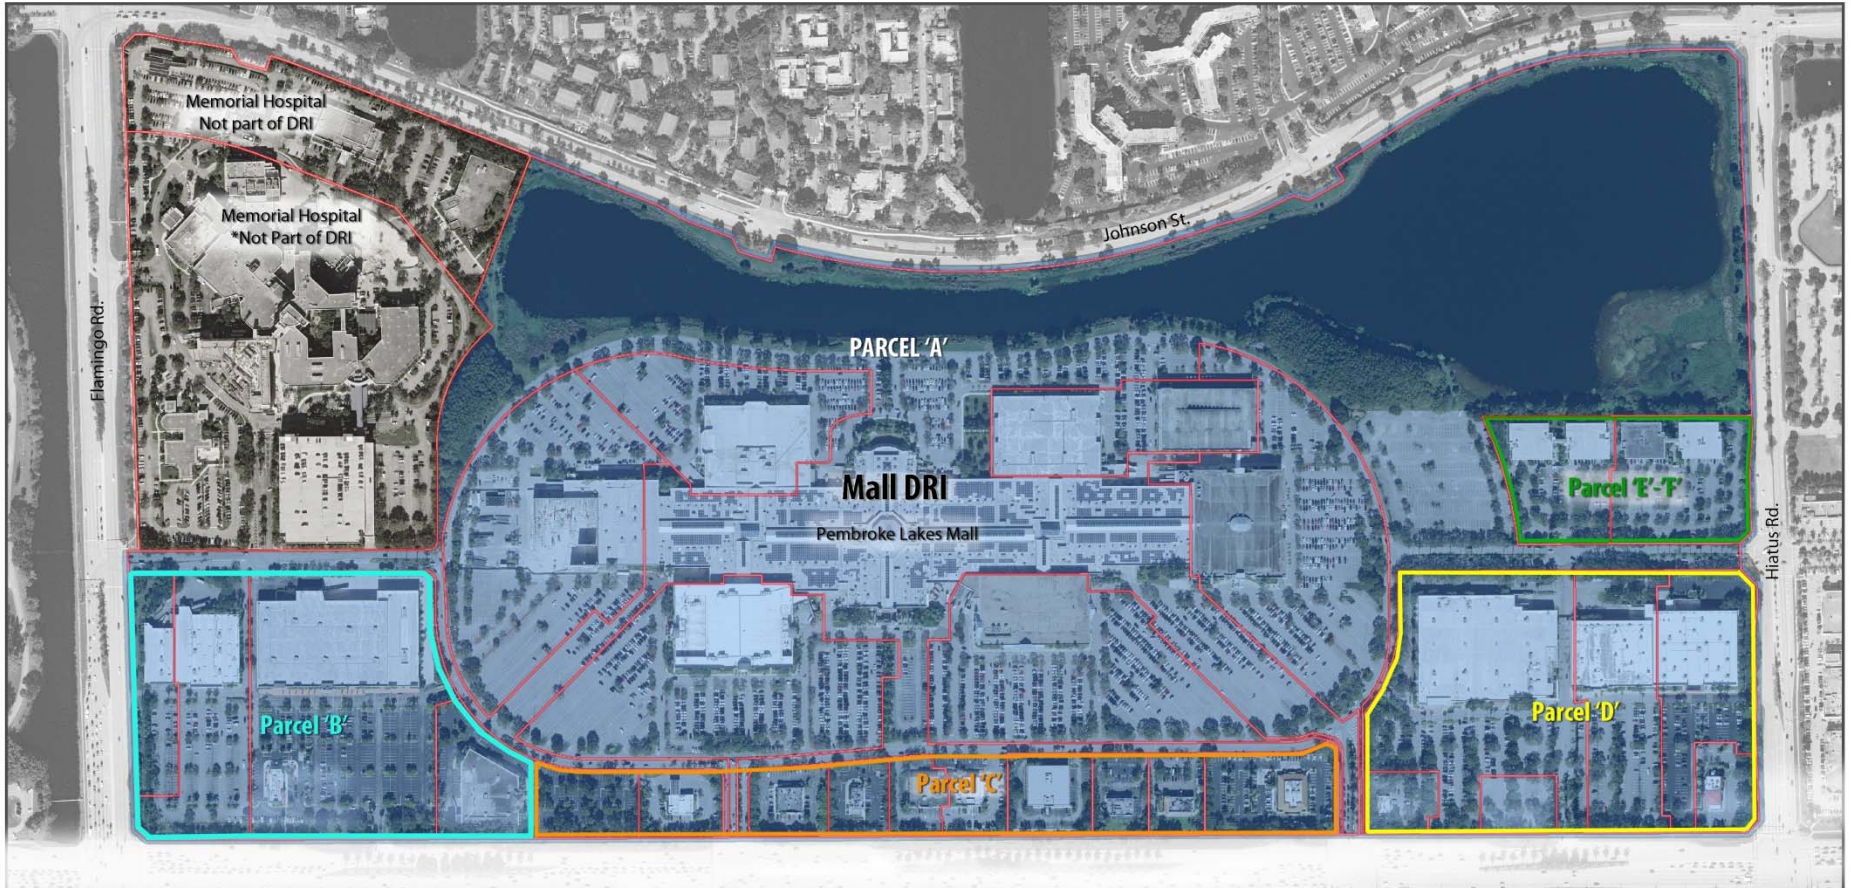 Memorial Hospital
Not part of DRI
Memorial Hospital
*Not Part of DRI
Johnson St.
Flamingo Rd.
PARCEL 'A'
Mall DRI
Pembroke Lakes Mall
Parcel 'E'-'F'
Hiatus Rd.
Parcel 'B'
Parcel 'D'
Parcel 'C'